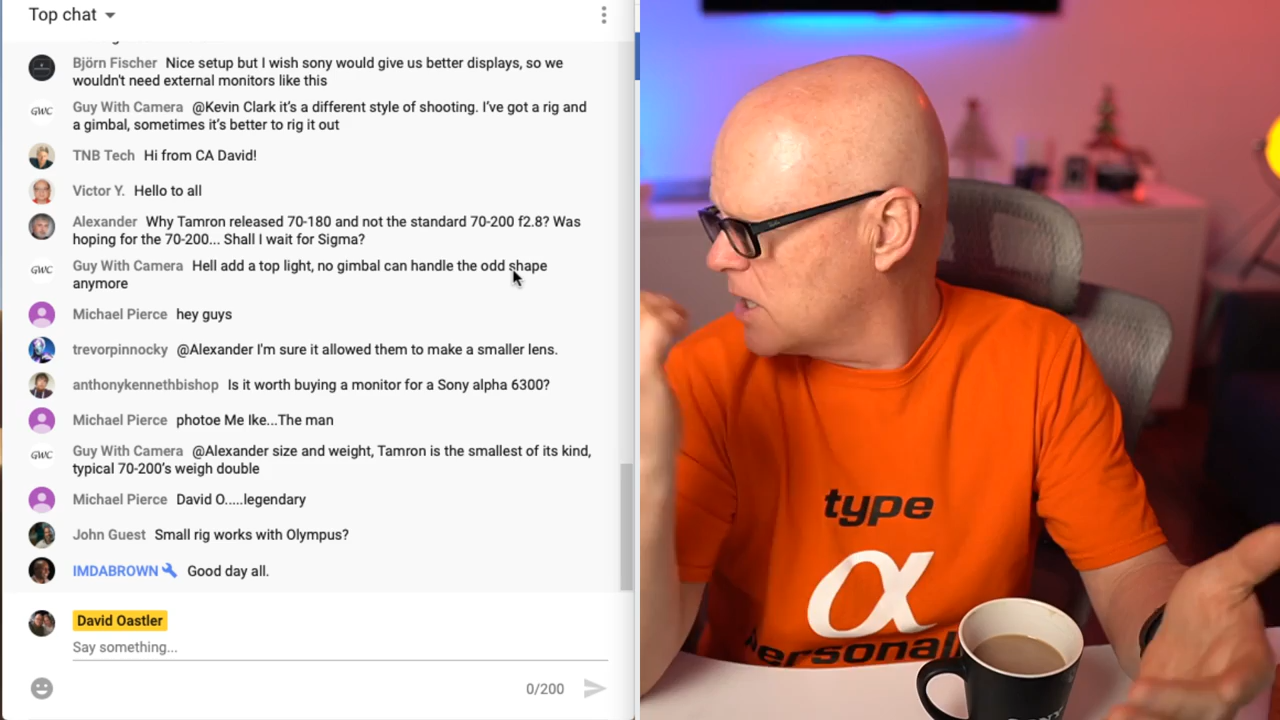 Top chat
Björn Fischer Nice setup but I wish sony would give us better displays, so we
wouldn't need external monitors like this
GWC Guy With Camera @Kevin Clark it's a different style of shooting. I've got a rig and
a gimbal, sometimes it's better to rig it out
TNB Tech Hi from CA David!
Victor Y. Hello to all
Alexander Why Tamron released 70-180 and not the standard 70-200 f2.8? Was
hoping for the 70-200... Shall I wait for Sigma?
GWC Guy With Camera Hell add a top light, no gimbal can handle the odd shape
anymore
Michael Pierce hey guys
trevorpinnocky @Alexander I'm sure it allowed them to make a smaller lens.
anthonykennethbishop Is it worth buying a monitor for a Sony alpha 6300?
Michael Pierce photoe Me Ike...The man
GWC Guy With Camera @Alexander size and weight, Tamron is the smallest of its kind,
typical 70-200's weigh double
Michael Pierce David O.....legendary
John Guest Small rig works with Olympus?
IMDABROWN Good day all.
David Oastler
Say something...
0/200
type
α
Personali